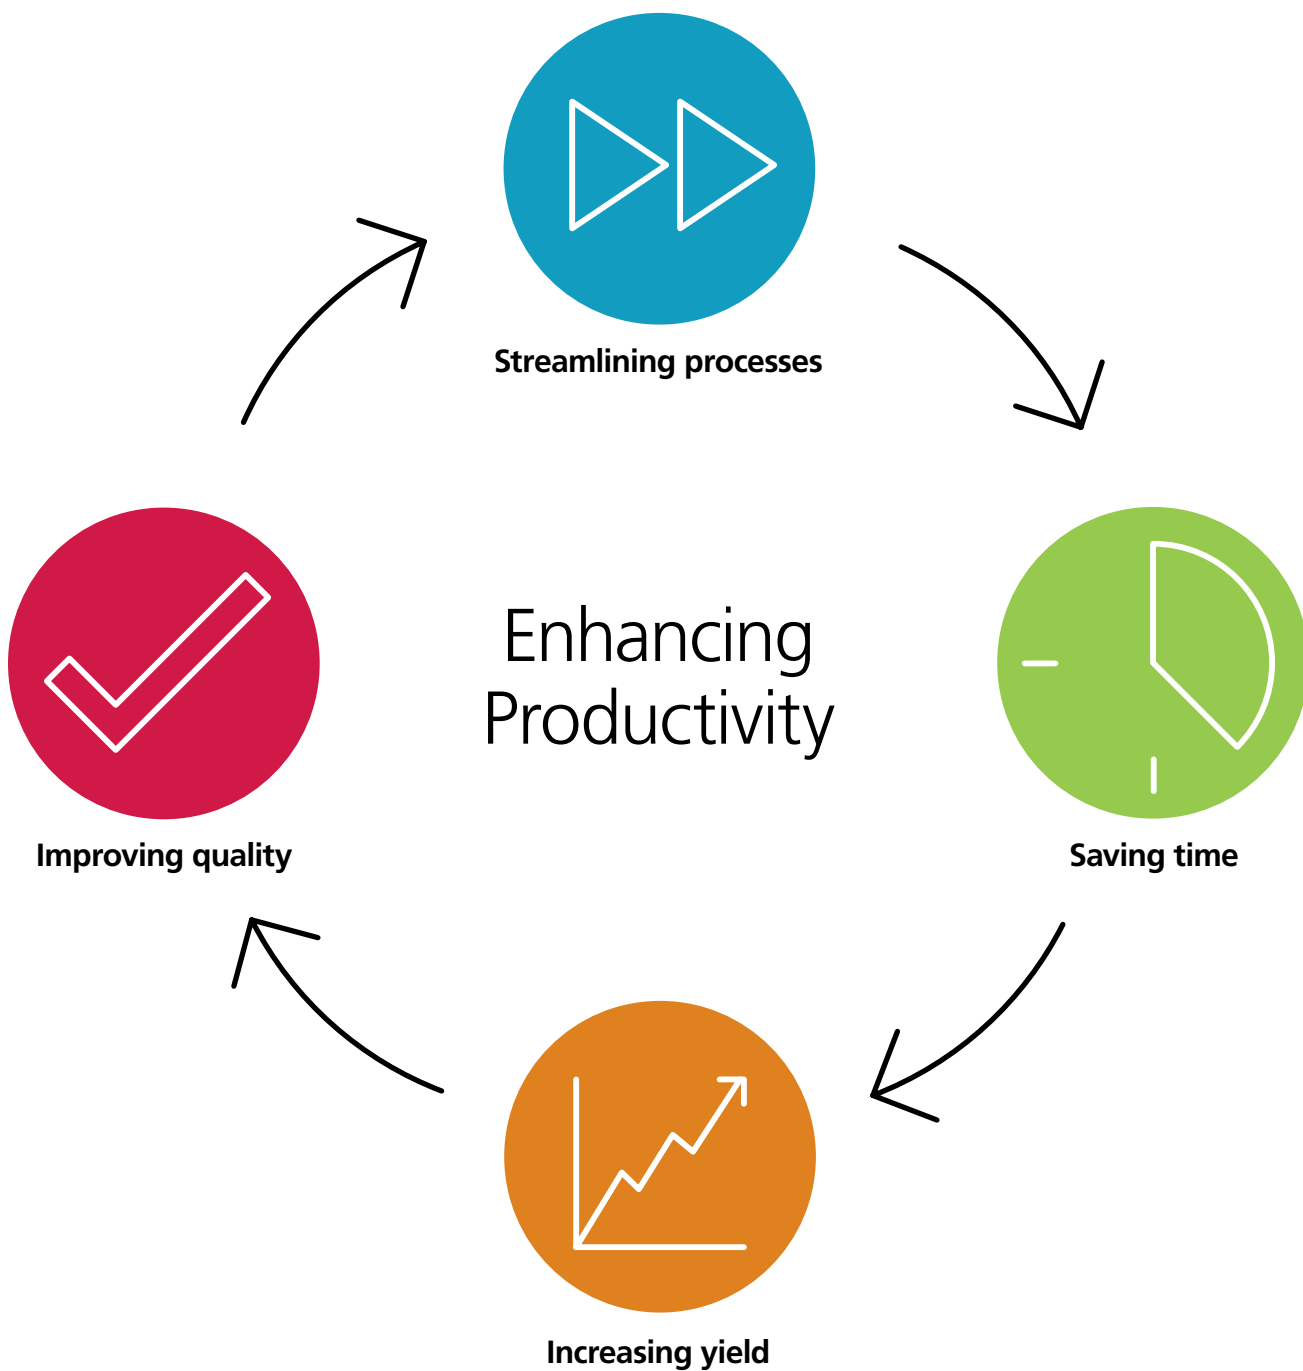 Streamlining processes
Enhancing
Productivity
Improving quality
Saving time
Increasing yield